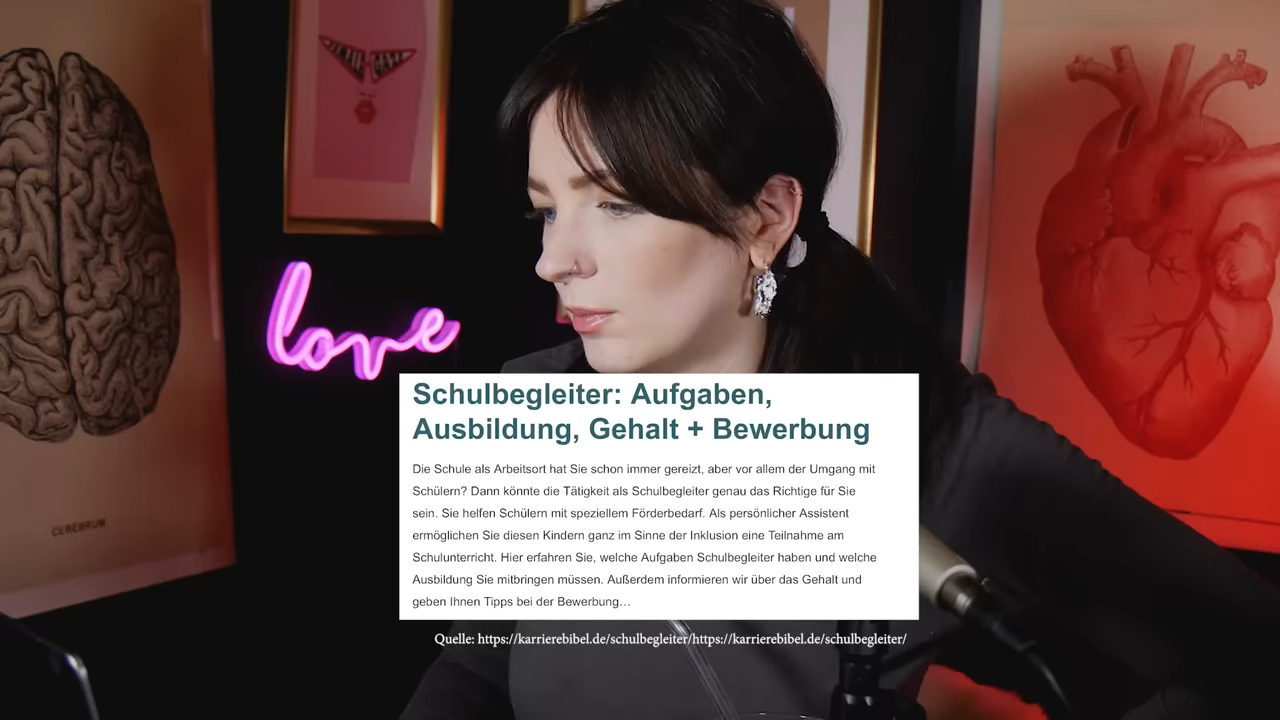 love
CEREBRUM
Schulbegleiter: Aufgaben,
Ausbildung, Gehalt + Bewerbung
Die Schule als Arbeitsort hat Sie schon immer gereizt, aber vor allem der Umgang mit
Schülern? Dann könnte die Tätigkeit als Schulbegleiter genau das Richtige für Sie
sein. Sie helfen Schülern mit speziellem Förderbedarf. Als persönlicher Assistent
ermöglichen Sie diesen Kindern ganz im Sinne der Inklusion eine Teilnahme am
Schulunterricht. Hier erfahren Sie, welche Aufgaben Schulbegleiter haben und welche
Ausbildung Sie mitbringen müssen. Außerdem informieren wir über das Gehalt und
geben Ihnen Tipps bei der Bewerbung…
Quelle: https://karrierebibel.de/schulbegleiter/https://karrierebibel.de/schulbegleiter/